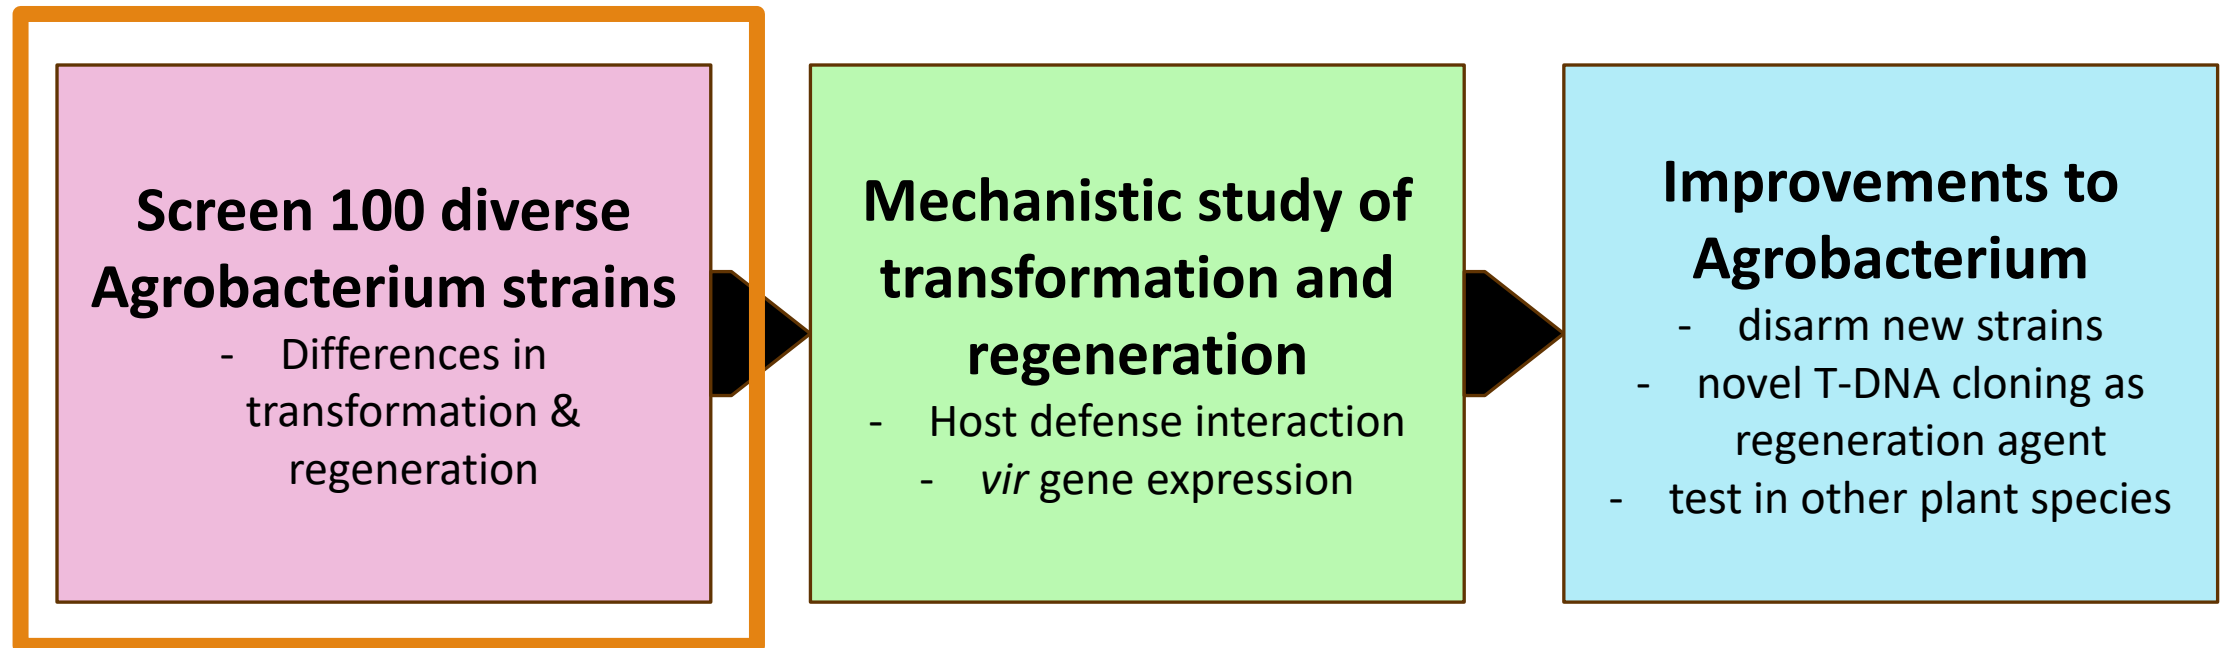 Screen 100 diverse
Agrobacterium strains
- Differences in
transformation &
regeneration
Mechanistic study of
transformation and
regeneration
- Host defense interaction
- vir gene expression
Improvements to
Agrobacterium
- disarm new strains
- novel T-DNA cloning as
regeneration agent
- test in other plant species